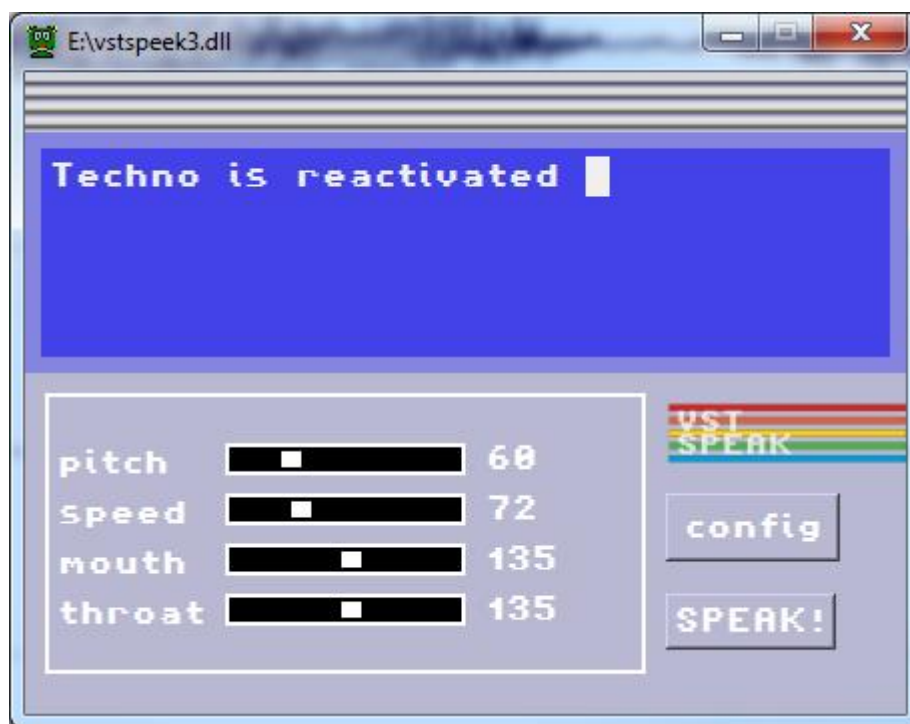 E:\vstspeek3.dll
Techno is reactivated
pitch 60
speed 72
mouth 135
throat 135
VST
SPEAK
config
SPEAK!